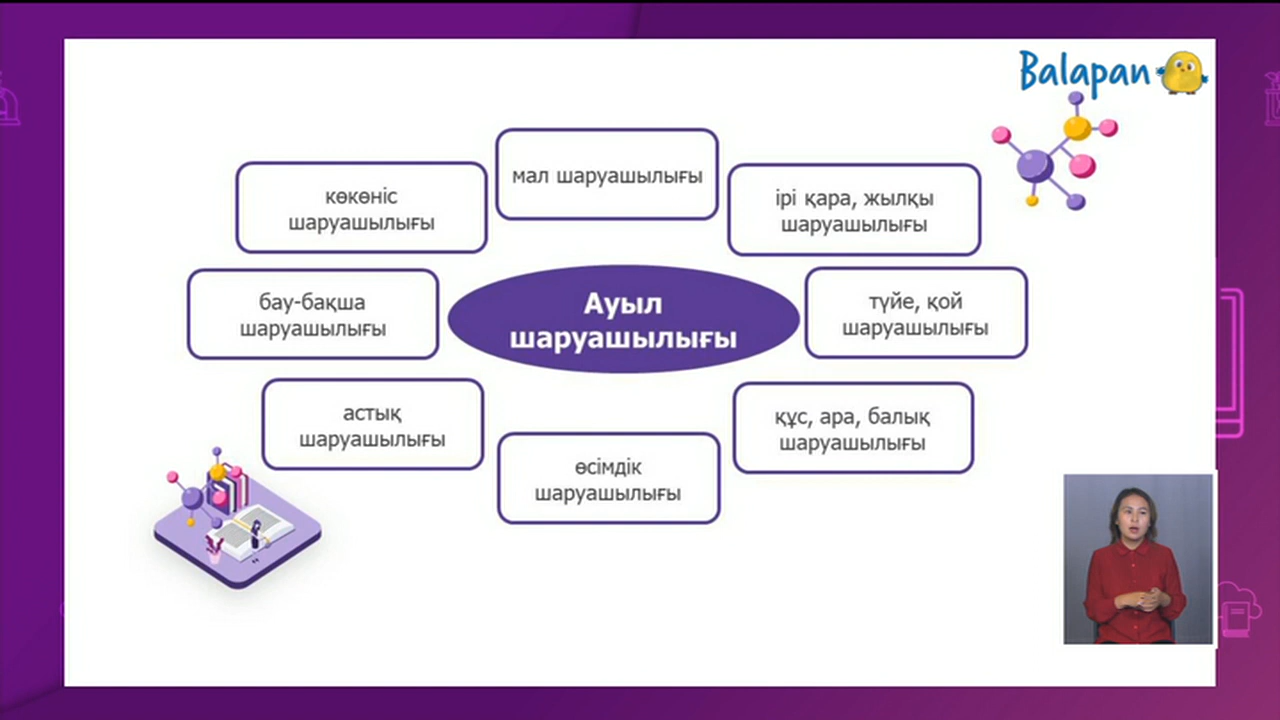 Balapan
мал шаруашылығы
көкөніс
шаруашылығы
ірі қара, жылқы
шаруашылығы
бау-бақша
шаруашылығы
Ауыл
шаруашылығы
түйе, қой
шаруашылығы
астық
шаруашылығы
құс, ара, балық
шаруашылығы
өсімдік
шаруашылығы